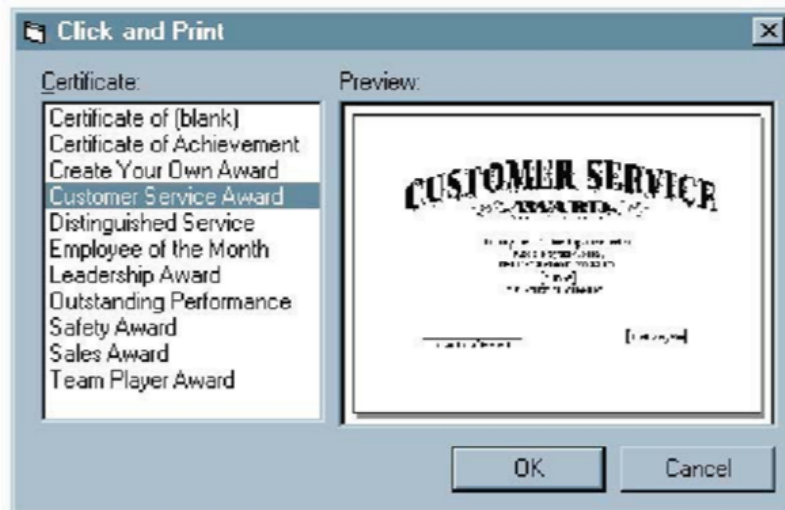 Click and Print
Certificate:
Certificate of (blank)
Certificate of Achievement
Create Your Own Award
Customer Service Award
Distinguished Service
Employee of the Month
Leadership Award
Outstanding Performance
Safety Award
Sales Award
Team Player Award
Preview:
CUSTOMER SERVICE
AWARD
OK
Cancel